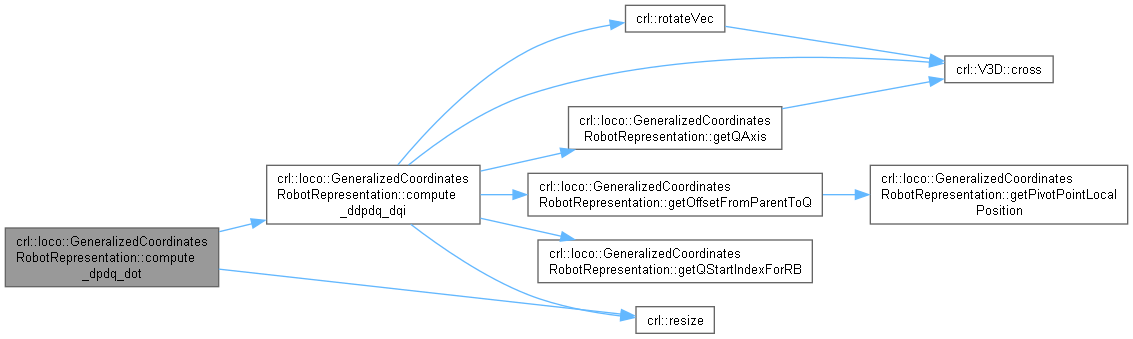 crl::rotateVec
crl::V3D::cross
crl::loco::GeneralizedCoordinates
RobotRepresentation::getQAxis
crl::loco::GeneralizedCoordinates
RobotRepresentation::compute
_ddpdq_dqi
crl::loco::GeneralizedCoordinates
RobotRepresentation::getOffsetFromParentToQ
crl::loco::GeneralizedCoordinates
RobotRepresentation::getPivotPointLocal
Position
crl::loco::GeneralizedCoordinates
RobotRepresentation::compute
_dpdq_dot
crl::loco::GeneralizedCoordinates
RobotRepresentation::getQStartIndexForRB
crl::resize